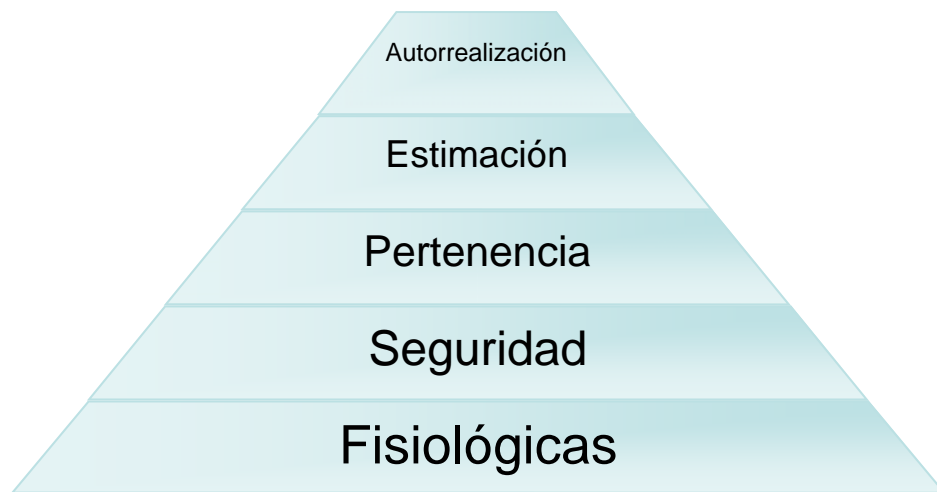 Autorrealización
Estimación
Pertenencia
Seguridad
Fisiológicas